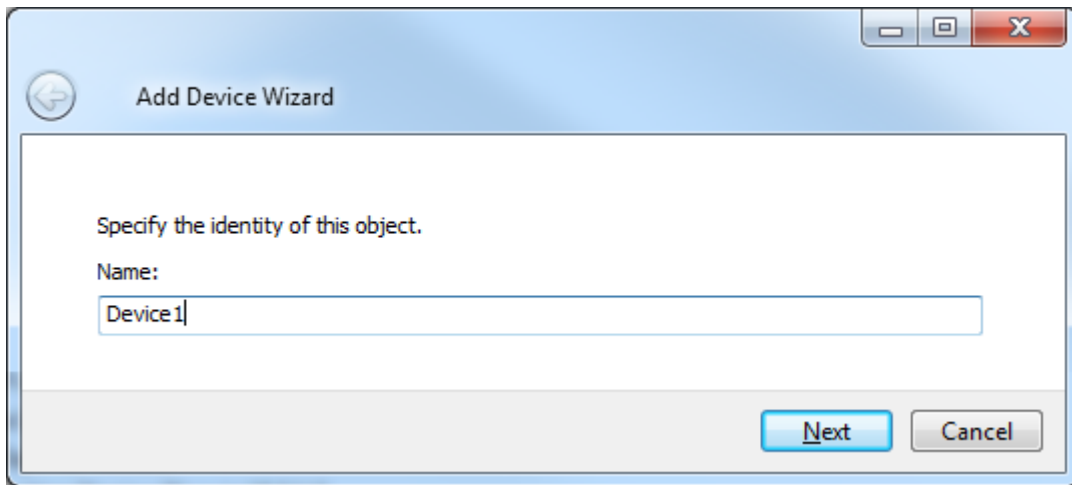 Add Device Wizard
Specify the identity of this object.
Name:
Device1
Next Cancel